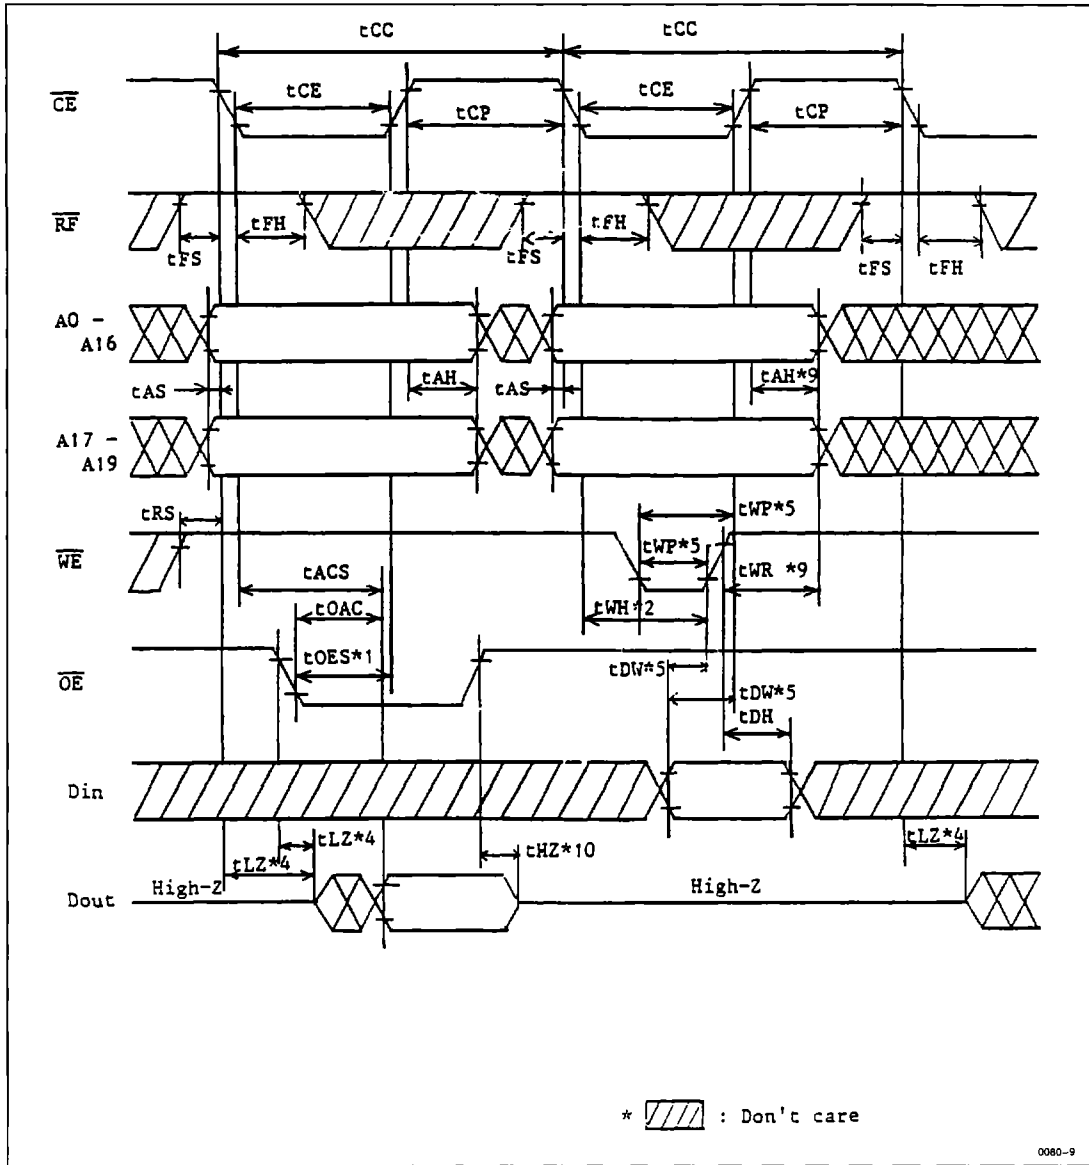 tCC tCC
CE tCE tCE
tCP tCP
RF tFH tFH
tFS tFS tFS tFH
A0 -
A16
tAS tAH tAS tAH*9
A17 -
A19
tRS tWP*5
WE tWP*5
tACS tWR *9
tOAC tWH*2
tOES*1 tDW*5
OE tDW*5
tDH
Din
tLZ*4 tHZ*10 tLZ*4
tLZ*4
High-Z High-Z
Dout
* : Don't care
0080-9